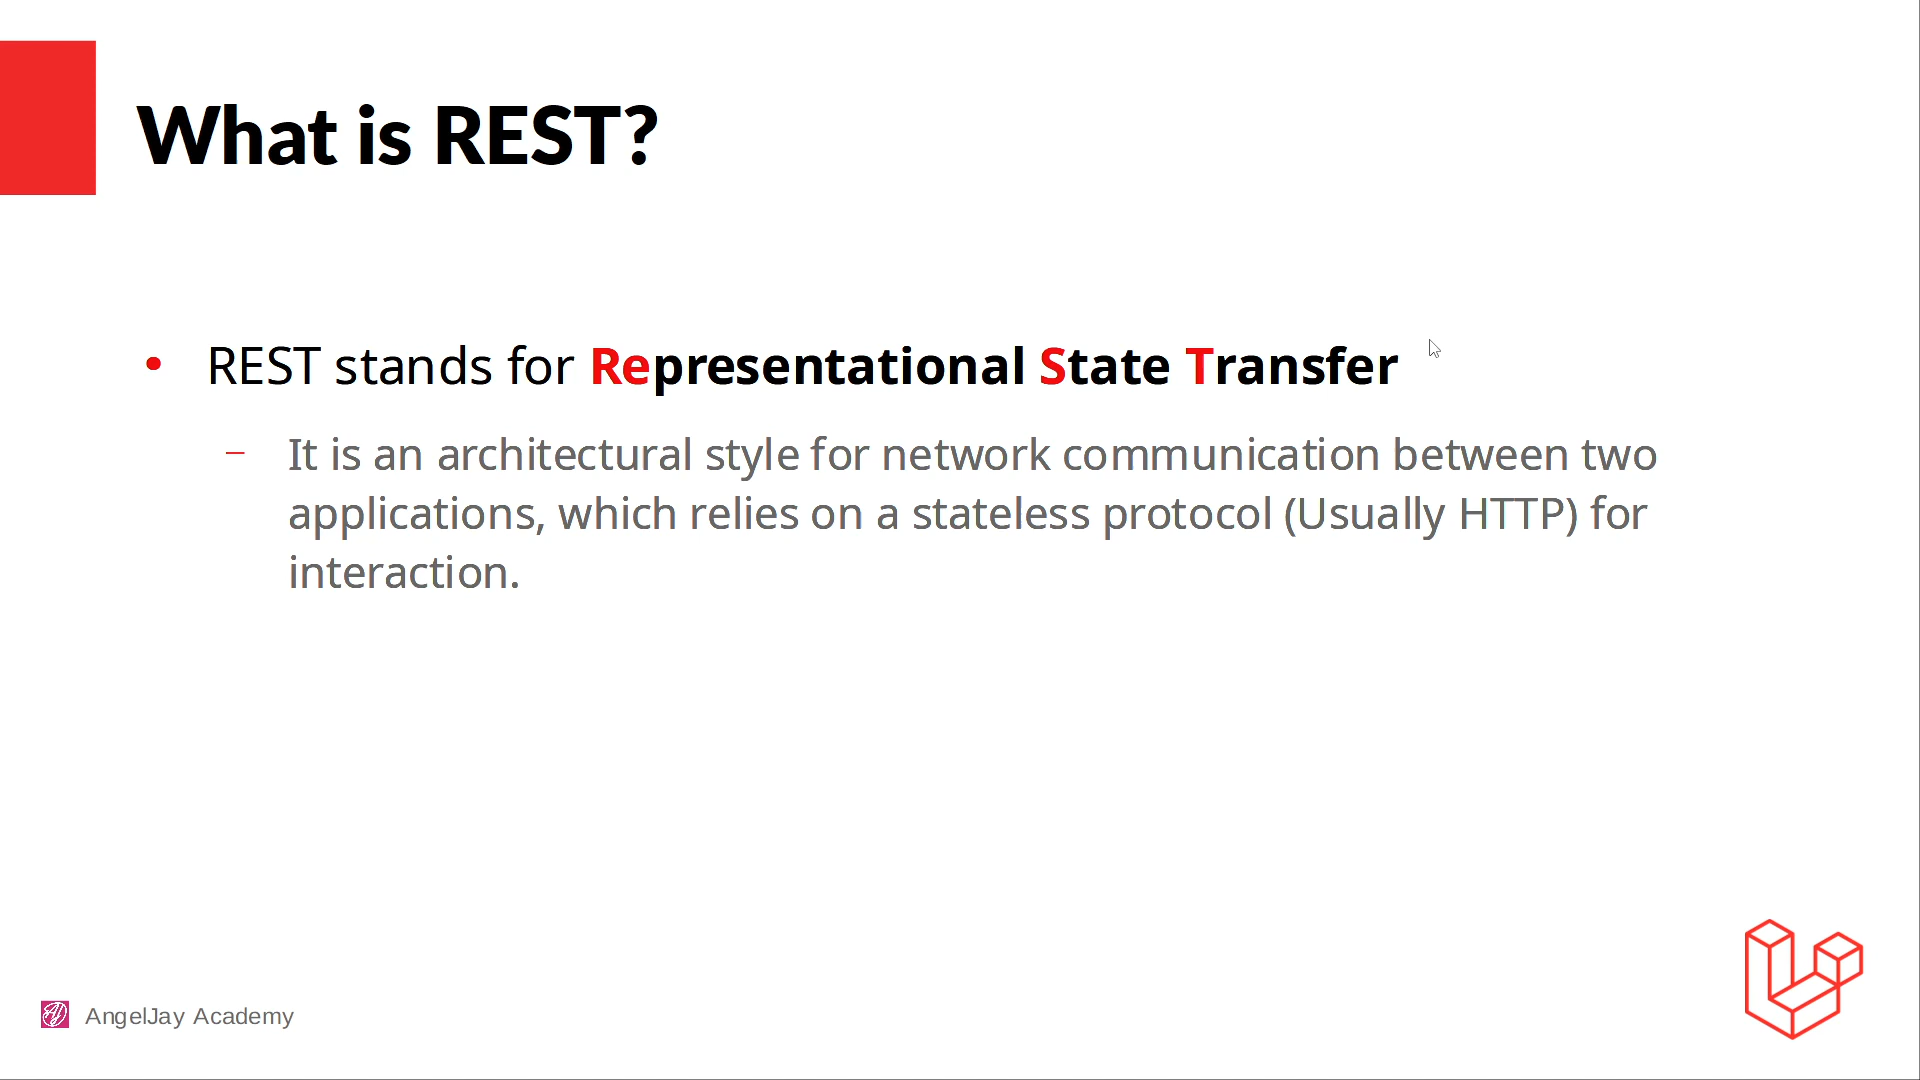 What is REST?
• REST stands for Representational State Transfer
– It is an architectural style for network communication between two
applications, which relies on a stateless protocol (Usually HTTP) for
interaction.
AngelJay Academy